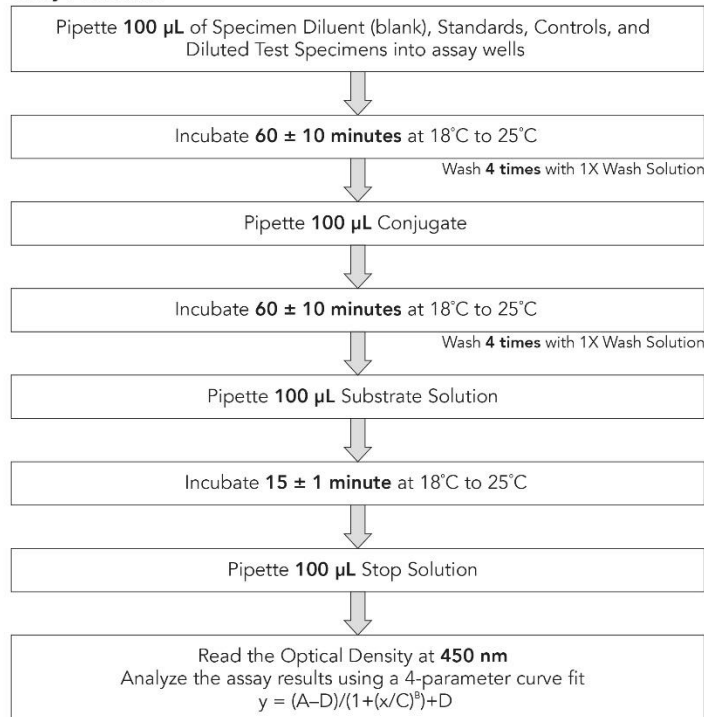 Pipette 100 µL of Specimen Diluent (blank), Standards, Controls, and
Diluted Test Specimens into assay wells
Incubate 60 ± 10 minutes at 18˚C to 25˚C
Wash 4 times with 1X Wash Solution
Pipette 100 µL Conjugate
Incubate 60 ± 10 minutes at 18˚C to 25˚C
Wash 4 times with 1X Wash Solution
Pipette 100 µL Substrate Solution
Incubate 15 ± 1 minute at 18˚C to 25˚C
Pipette 100 µL Stop Solution
Read the Optical Density at 450 nm
Analyze the assay results using a 4-parameter curve fit
y = (A–D)/(1+(x/C)ᴮ)+D